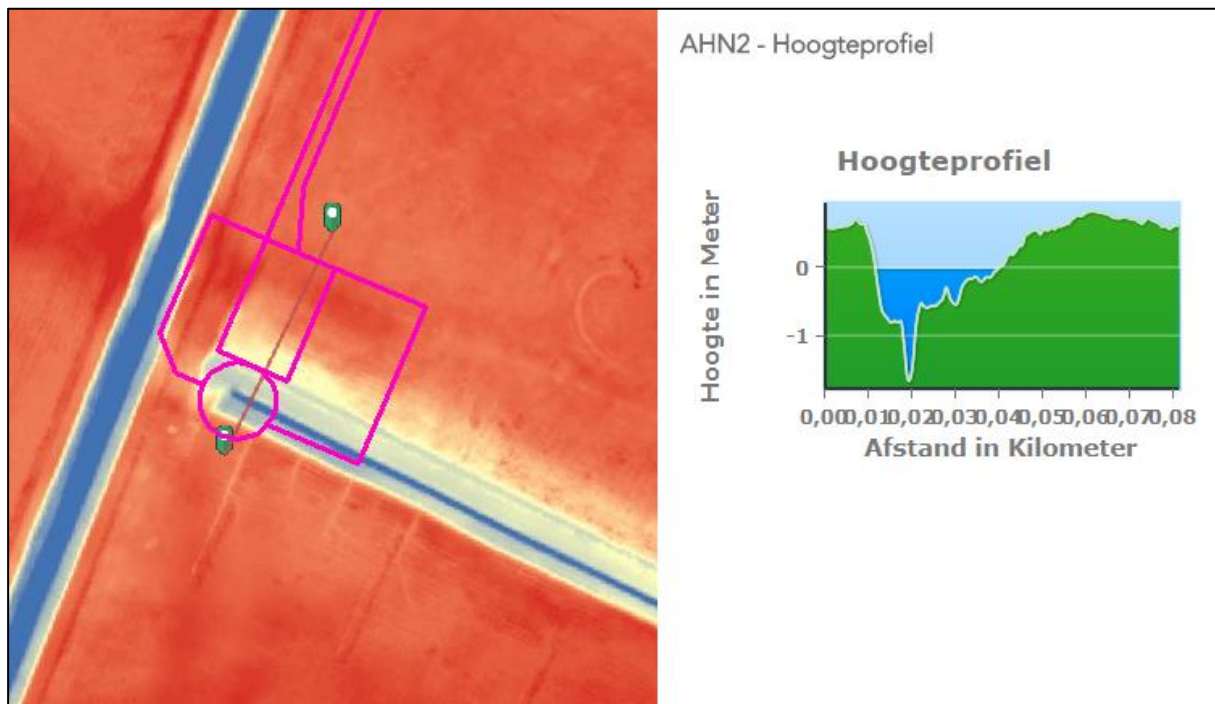 AHN2 - Hoogteprofiel
Hoogteprofiel
Hoogte in Meter
0
-1
0,00 0,01 0,02 0,03 0,04 0,05 0,06 0,07 0,08
Afstand in Kilometer